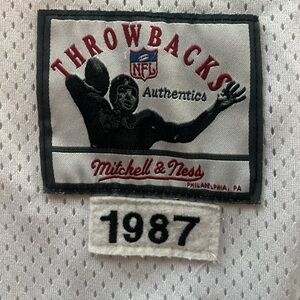 THROWBACKS
NFL
Authentics
Mitchell & Ness
PHILADELPHIA, PA
1987